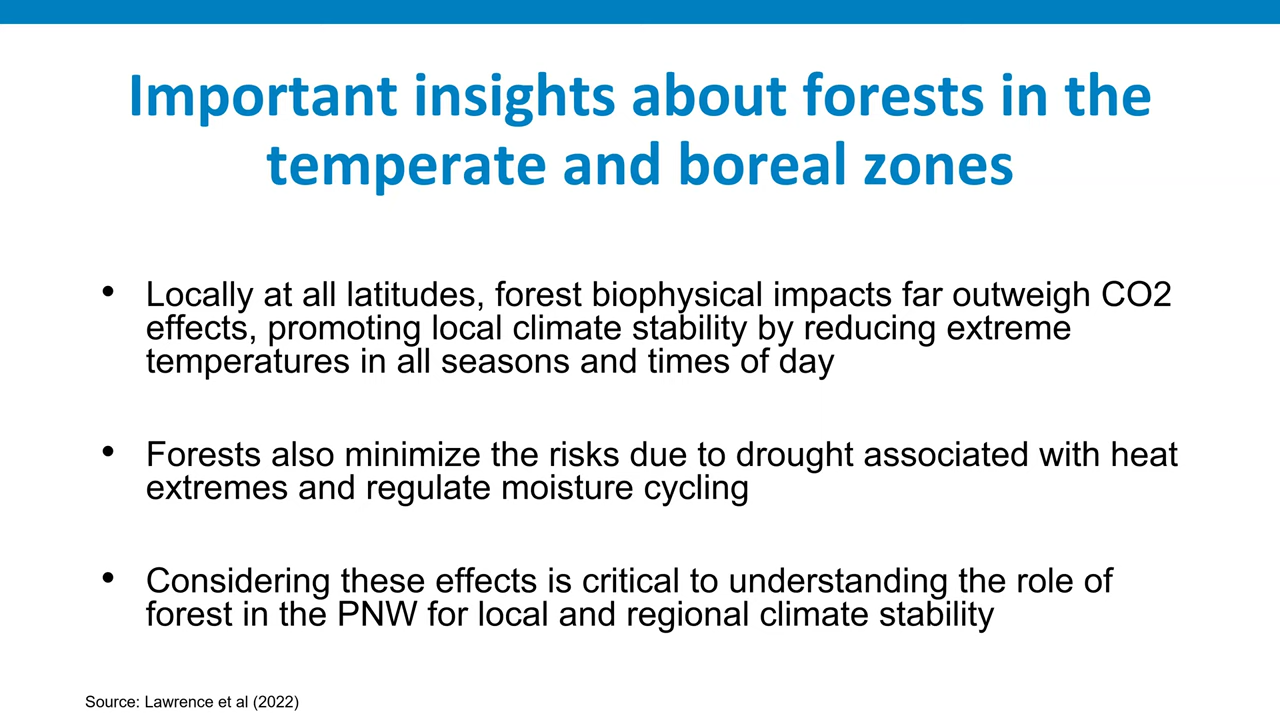 Important insights about forests in the
temperate and boreal zones
• Locally at all latitudes, forest biophysical impacts far outweigh CO2
effects, promoting local climate stability by reducing extreme
temperatures in all seasons and times of day
• Forests also minimize the risks due to drought associated with heat
extremes and regulate moisture cycling
• Considering these effects is critical to understanding the role of
forest in the PNW for local and regional climate stability
Source: Lawrence et al (2022)